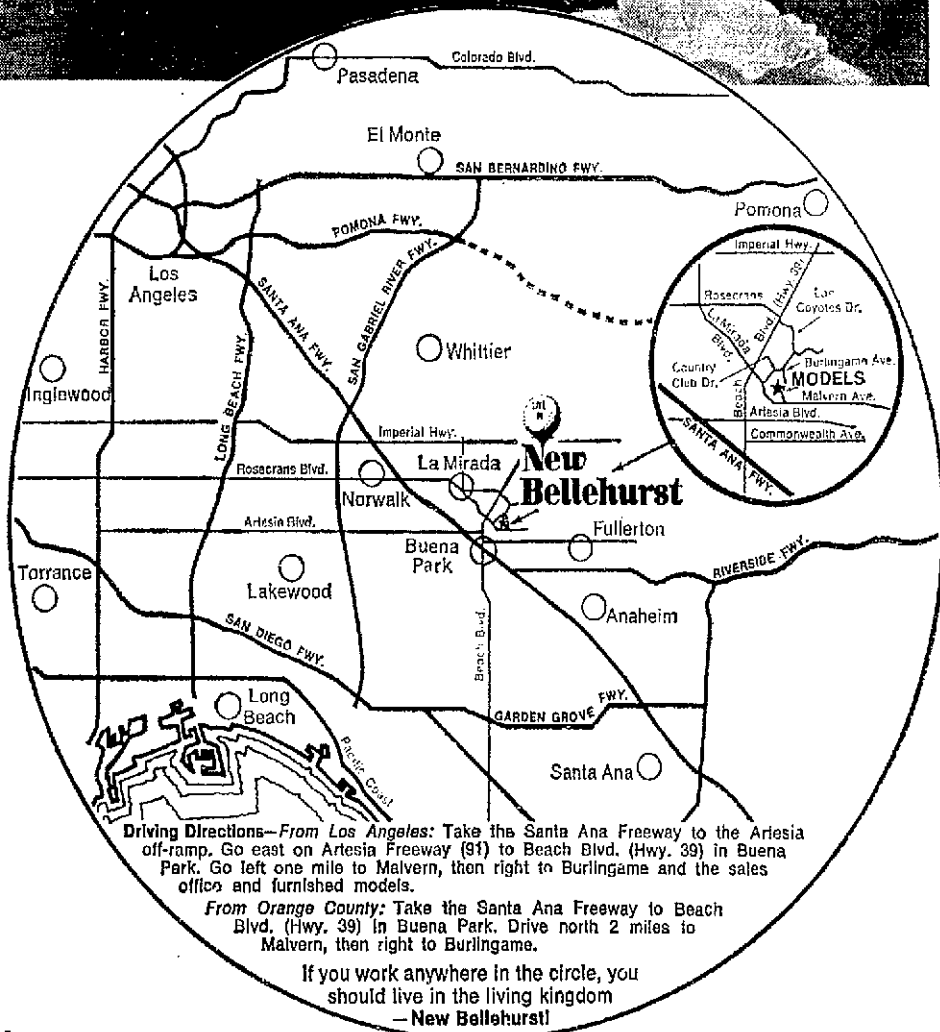 Colorado Blvd.
Pasadena
El Monte
SAN BERNARDINO FWY.
Pomona
POMONA FWY.
Los
Angeles
HARBOR FWY.
LONG BEACH FWY.
SANTA ANA FWY.
SAN GABRIEL RIVER FWY.
Whittier
Inglewood
Imperial Hwy.
Rosecrans
La Mirada
Blvd.
Beach
Blvd. (Hwy. 39)
Los
Coyotes Dr.
Country
Club Dr.
Burlingame Ave.
MODELS
Malvern Ave.
Artesia Blvd.
Commonwealth Ave.
SANTA ANA FWY.
Imperial Hwy.
La Mirada
New
Bellehurst
Rosecrans Blvd.
Norwalk
Artesia Blvd.
Fullerton
Buena
Park
RIVERSIDE FWY.
Torrance
Lakewood
Anaheim
SAN DIEGO FWY.
Beach Blvd.
Long
Beach
GARDEN GROVE FWY.
Pacific Coast
Santa Ana
Driving Directions—From Los Angeles: Take the Santa Ana Freeway to the Artesia
off-ramp. Go east on Artesia Freeway (91) to Beach Blvd. (Hwy. 39) in Buena
Park. Go left one mile to Malvern, then right to Burlingame and the sales
office and furnished models.
From Orange County: Take the Santa Ana Freeway to Beach
Blvd. (Hwy. 39) in Buena Park. Drive north 2 miles to
Malvern, then right to Burlingame.
If you work anywhere in the circle, you
should live in the living kingdom
—New Bellehurst!